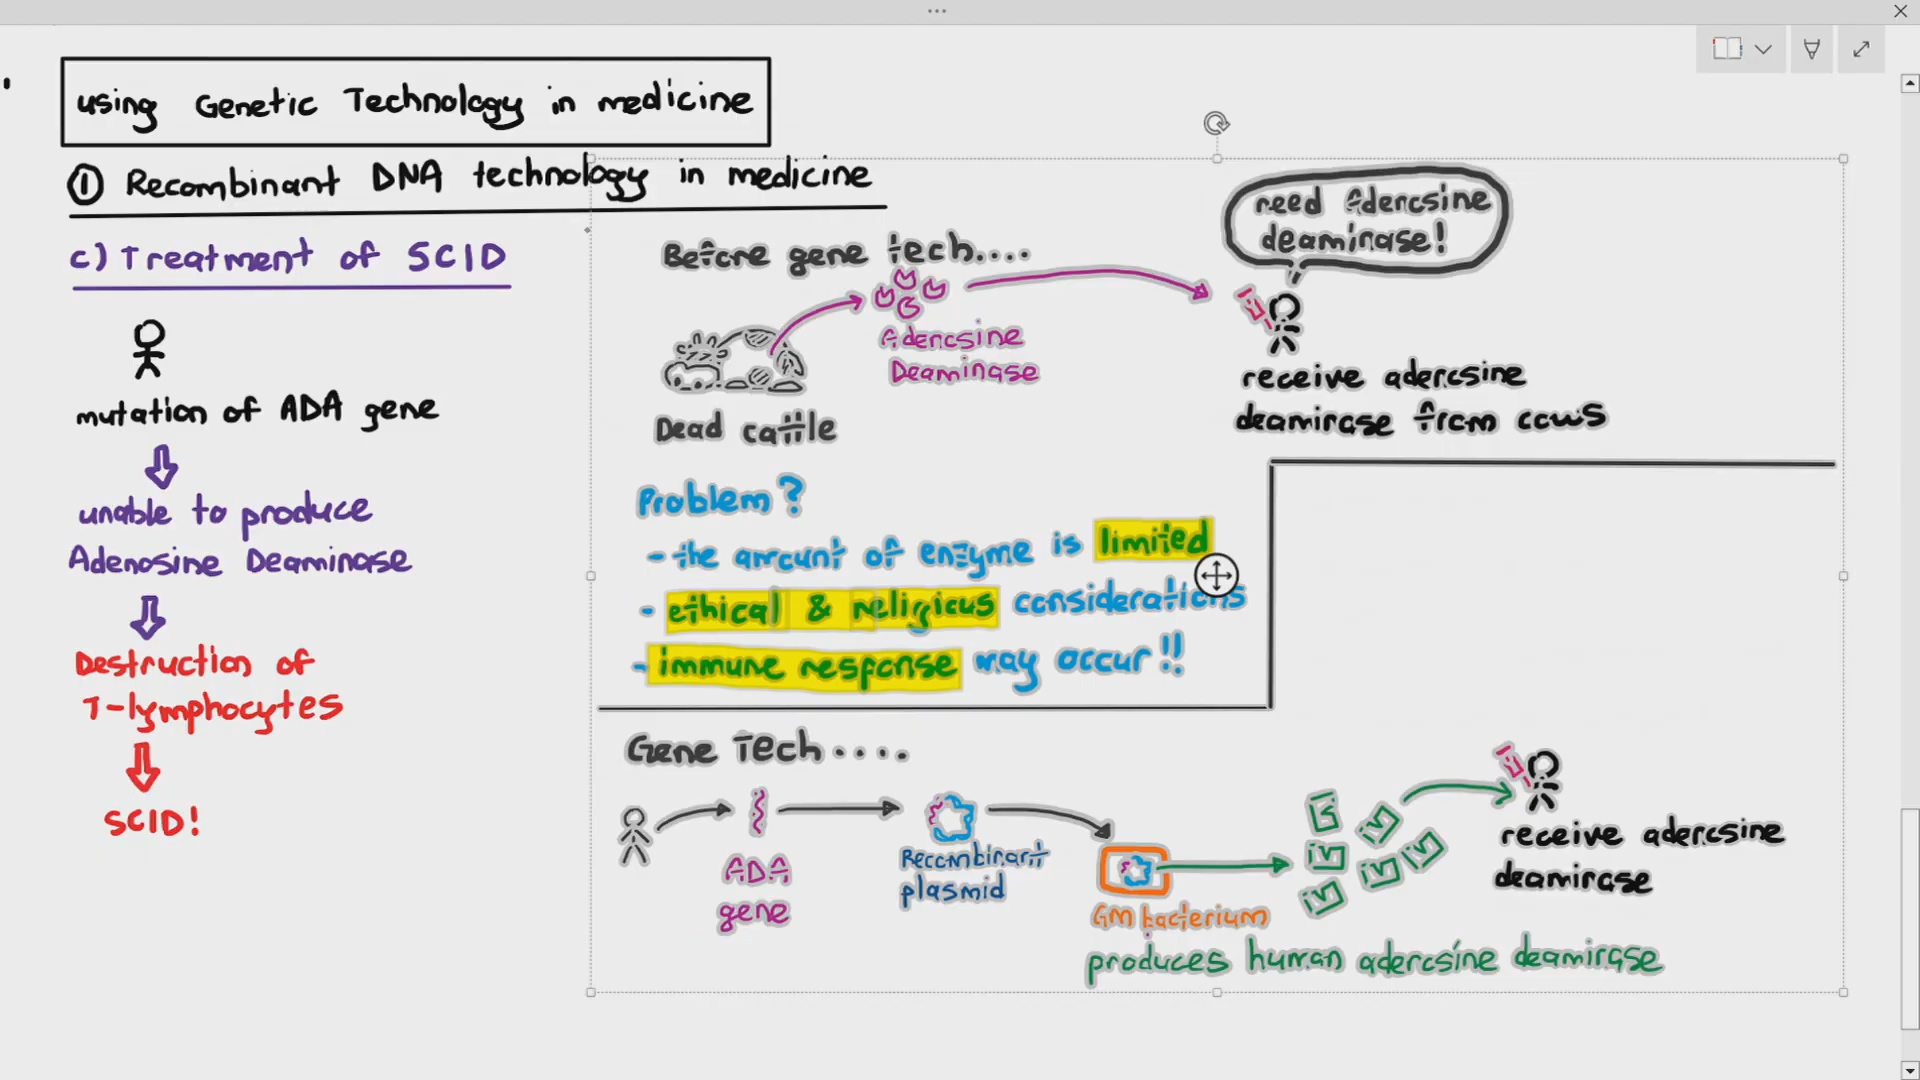 using Genetic Technology in medicine
① Recombinant DNA technology in medicine
c) Treatment of SCID
mutation of ADA gene
unable to produce
Adenosine Deaminase
Destruction of
T-lymphocytes
SCID!
Before gene tech....
Adenosine
Deaminase
Dead cattle
need Adenosine
deaminase!
receive adenosine
deaminase from cows
Problem?
- the amount of enzyme is limited
- ethical & religious considerations
- immune response may occur!!
Gene Tech.....
ADA
gene
Recombinant
plasmid
GM bacterium
produces human adenosine deaminase
receive adenosine
deaminase